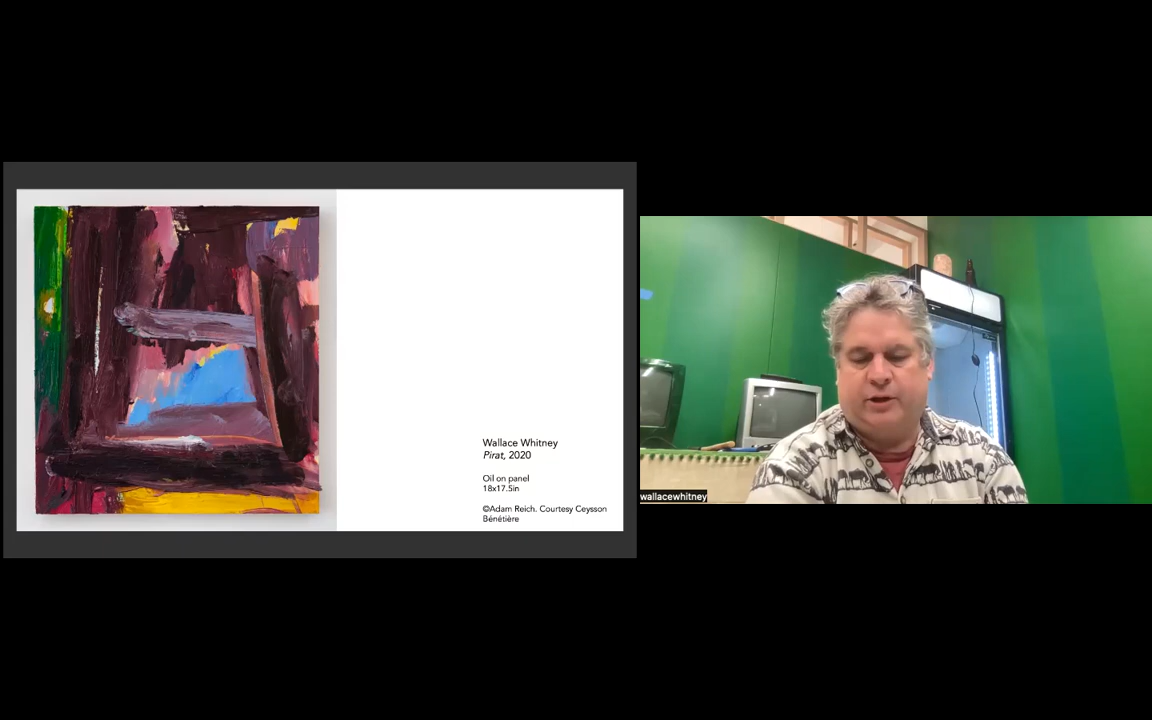 Wallace Whitney
Pirat, 2020
Oil on panel
18x17.5in
©Adam Reich. Courtesy Ceysson
Bénétière
wallacewhitney